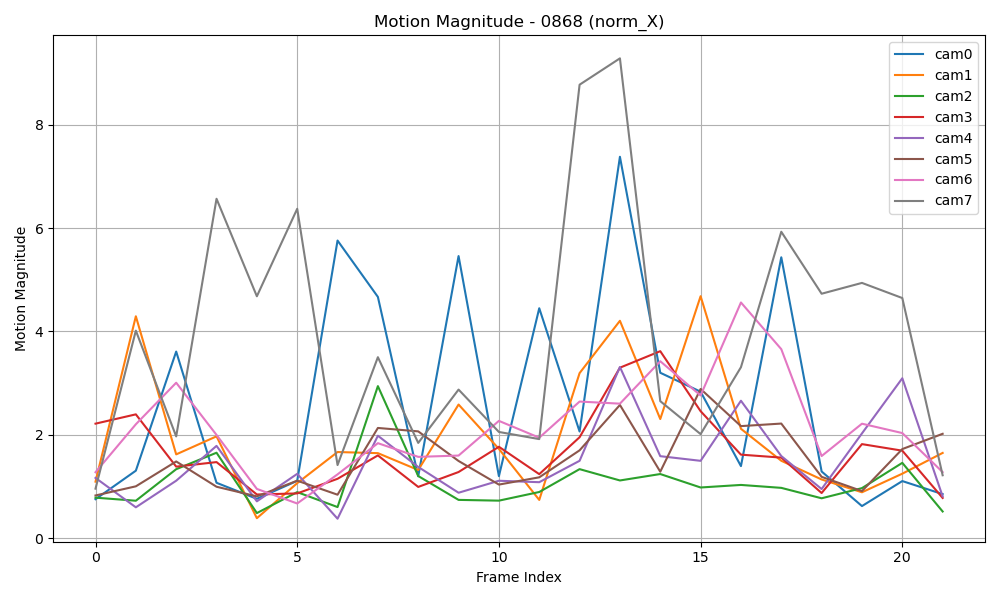 Motion Magnitude - 0868 (norm_X)
Motion Magnitude
8
6
4
2
0
0 5 10 15 20
Frame Index
cam0
cam1
cam2
cam3
cam4
cam5
cam6
cam7